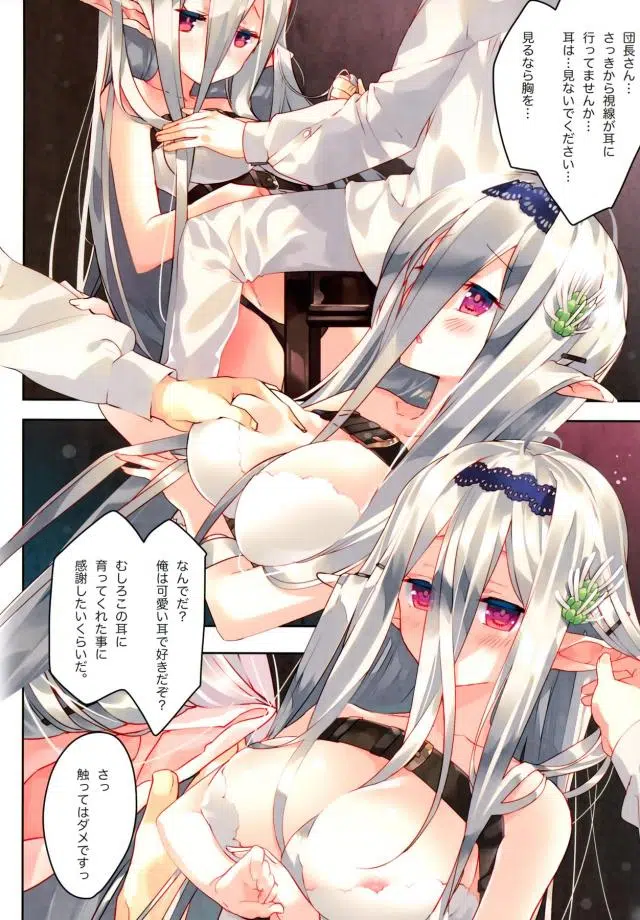 団長さん…
さっきから視線が耳に
行ってませんか…
耳は…見ないでください…
見るなら胸を…
なんでだ？
俺は可愛い耳で好きだぞ？
むしろこの耳に
育ってくれた事に
感謝したいくらいだ。
さっ
触ってはダメですっ